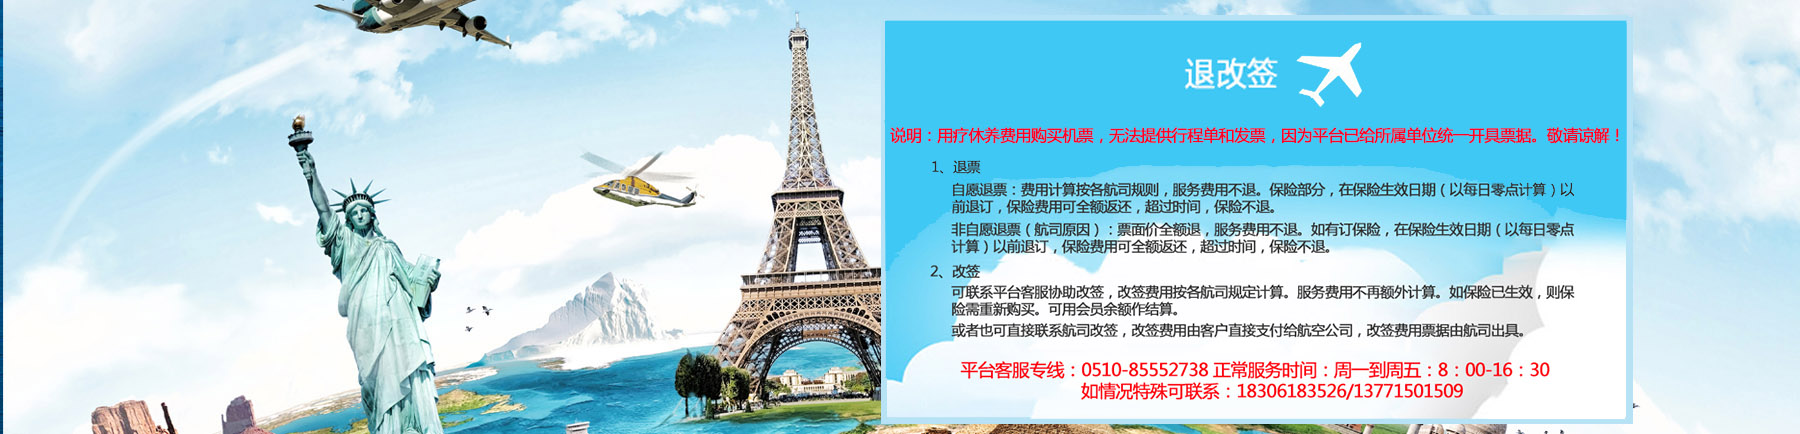 退改签
说明：用疗休养费用购买机票，无法提供行程单和发票，因为平台已给所属单位统一开具票据。敬请谅解！
1、退票
自愿退票：费用计算按各航司规则，服务费用不退。保险部分，在保险生效日期（以每日零点计算）以
前退订，保险费用可全额返还，超过时间，保险不退。
非自愿退票（航司原因）：票面价全额退，服务费用不退。如有订保险，在保险生效日期（以每日零点
计算）以前退订，保险费用可全额返还，超过时间，保险不退。
2、改签
可联系平台客服协助改签，改签费用按各航司规定计算。服务费用不再额外计算。如保险已生效，则保
险需重新购买。可用会员余额作结算。
或者也可直接联系航司改签，改签费用由客户直接支付给航空公司，改签费用票据由航司出具。
平台客服专线：0510-85552738 正常服务时间：周一到周五：8：00-16：30
如情况特殊可联系：18306183526/13771501509